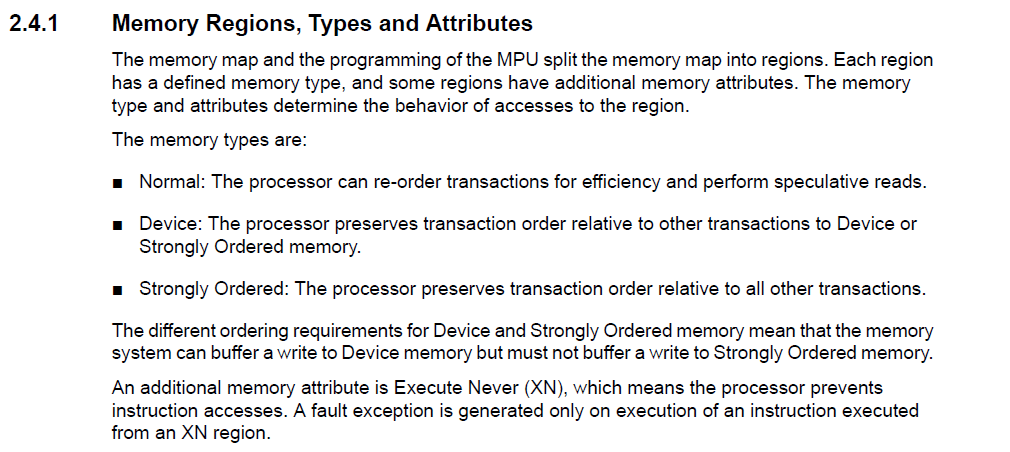 2.4.1 Memory Regions, Types and Attributes
The memory map and the programming of the MPU split the memory map into regions. Each region
has a defined memory type, and some regions have additional memory attributes. The memory
type and attributes determine the behavior of accesses to the region.
The memory types are:
■ Normal: The processor can re-order transactions for efficiency and perform speculative reads.
■ Device: The processor preserves transaction order relative to other transactions to Device or
Strongly Ordered memory.
■ Strongly Ordered: The processor preserves transaction order relative to all other transactions.
The different ordering requirements for Device and Strongly Ordered memory mean that the memory
system can buffer a write to Device memory but must not buffer a write to Strongly Ordered memory.
An additional memory attribute is Execute Never (XN), which means the processor prevents
instruction accesses. A fault exception is generated only on execution of an instruction executed
from an XN region.